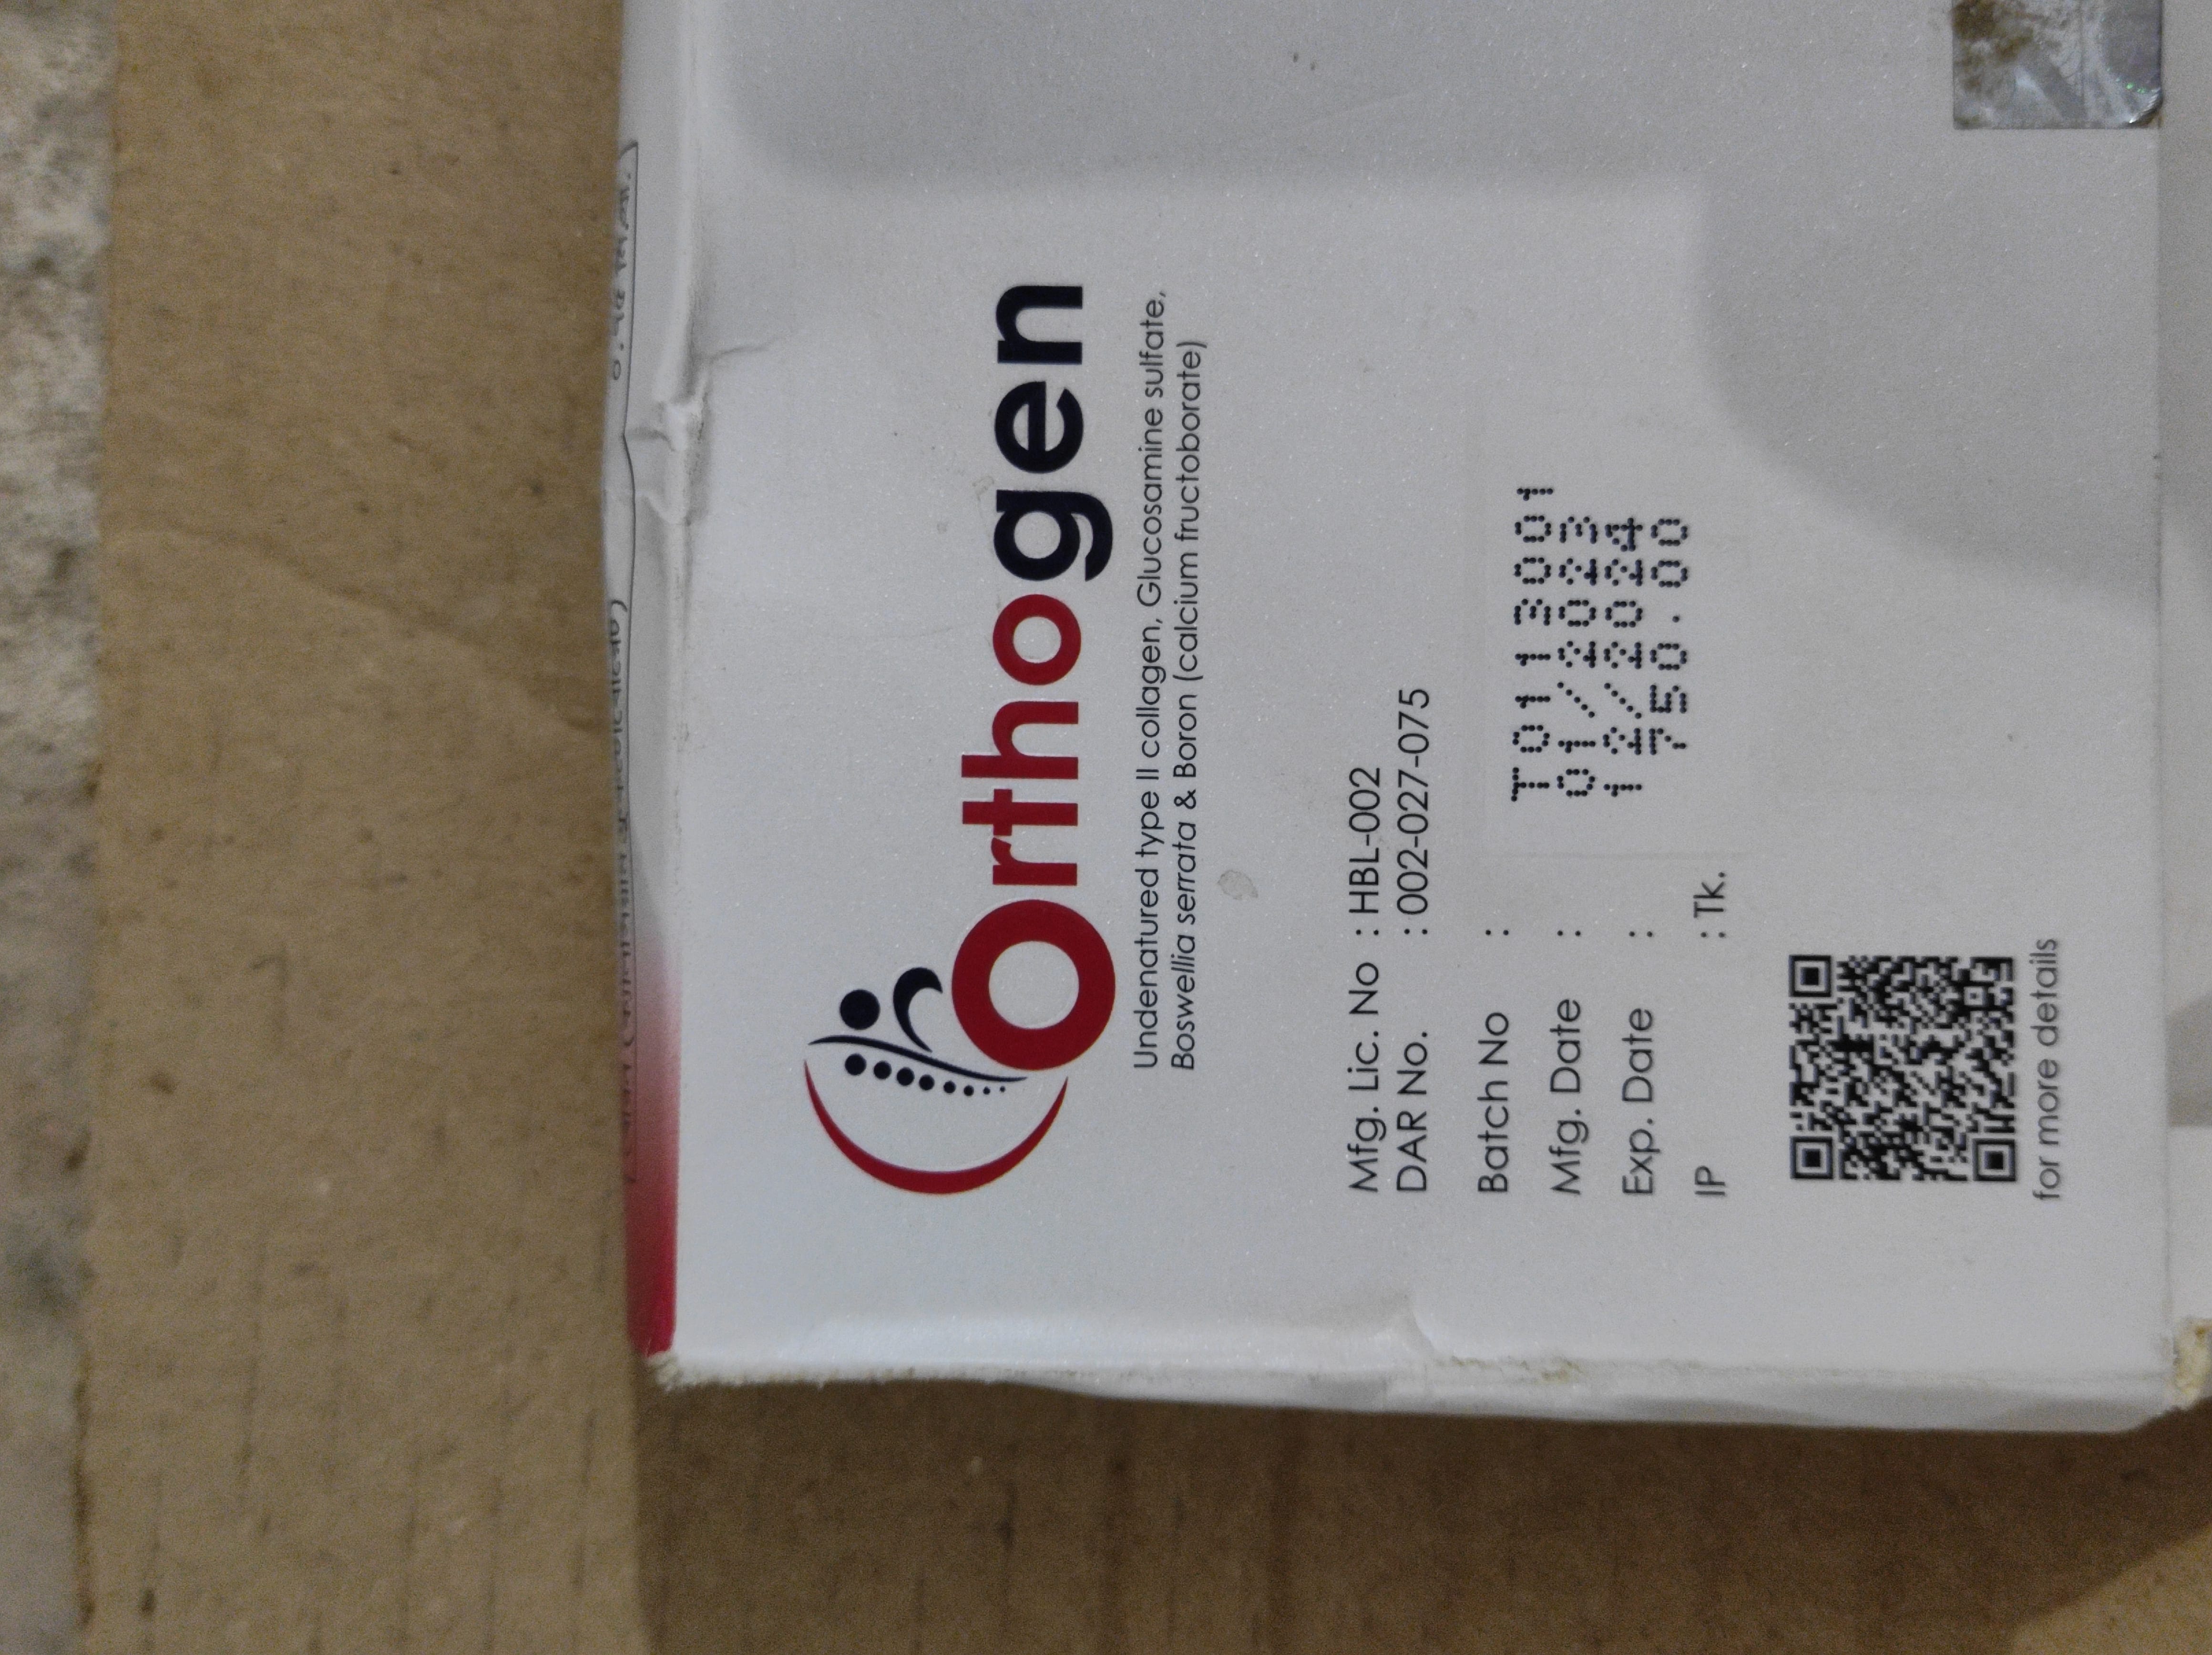 Orthogen
Undenatured type II collagen, Glucosamine sulfate,
Boswellia serrata & Boron (calcium fructoborate)
Mfg. Lic. No : HBL-002
DAR No. : 002-027-075
Batch No : T0113001
Mfg. Date : 01/2023
Exp. Date : 12/2024
IP : Tk. 750.00
for more details